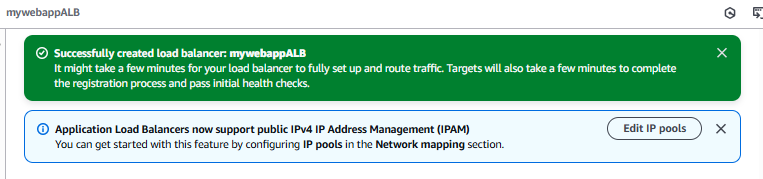 mywebappALB
Successfully created load balancer: mywebappALB
It might take a few minutes for your load balancer to fully set up and route traffic. Targets will also take a few minutes to complete
the registration process and pass initial health checks.
Application Load Balancers now support public IPv4 IP Address Management (IPAM)
Edit IP pools
You can get started with this feature by configuring IP pools in the Network mapping section.